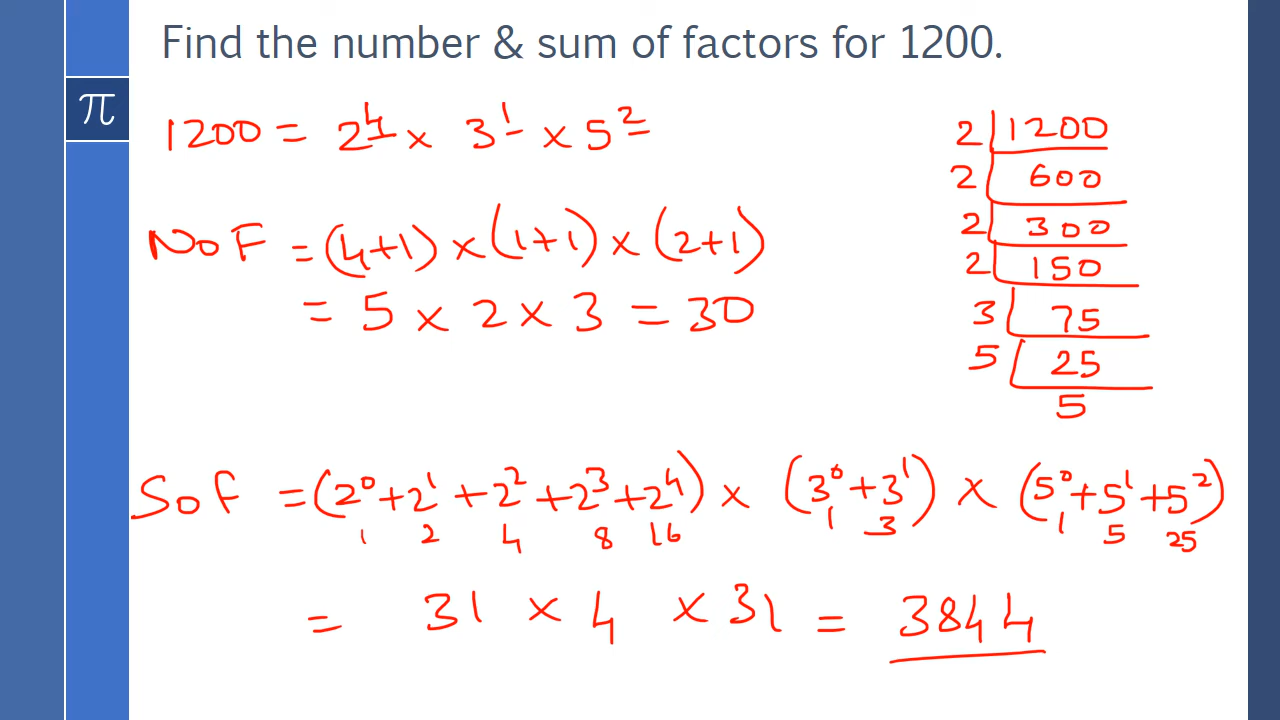 Find the number & sum of factors for 1200.
π
1200 = 2⁴ × 3¹ × 5²
NoF = (4+1) × (1+1) × (2+1)
= 5 × 2 × 3 = 30
2 | 1200
2 | 600
2 | 300
2 | 150
3 | 75
5 | 25
5
SoF = (2⁰+2¹+2²+2³+2⁴) × (3⁰+3¹) × (5⁰+5¹+5²)
1 2 4 8 16 1 3 1 5 25
= 31 × 4 × 31 = 3844